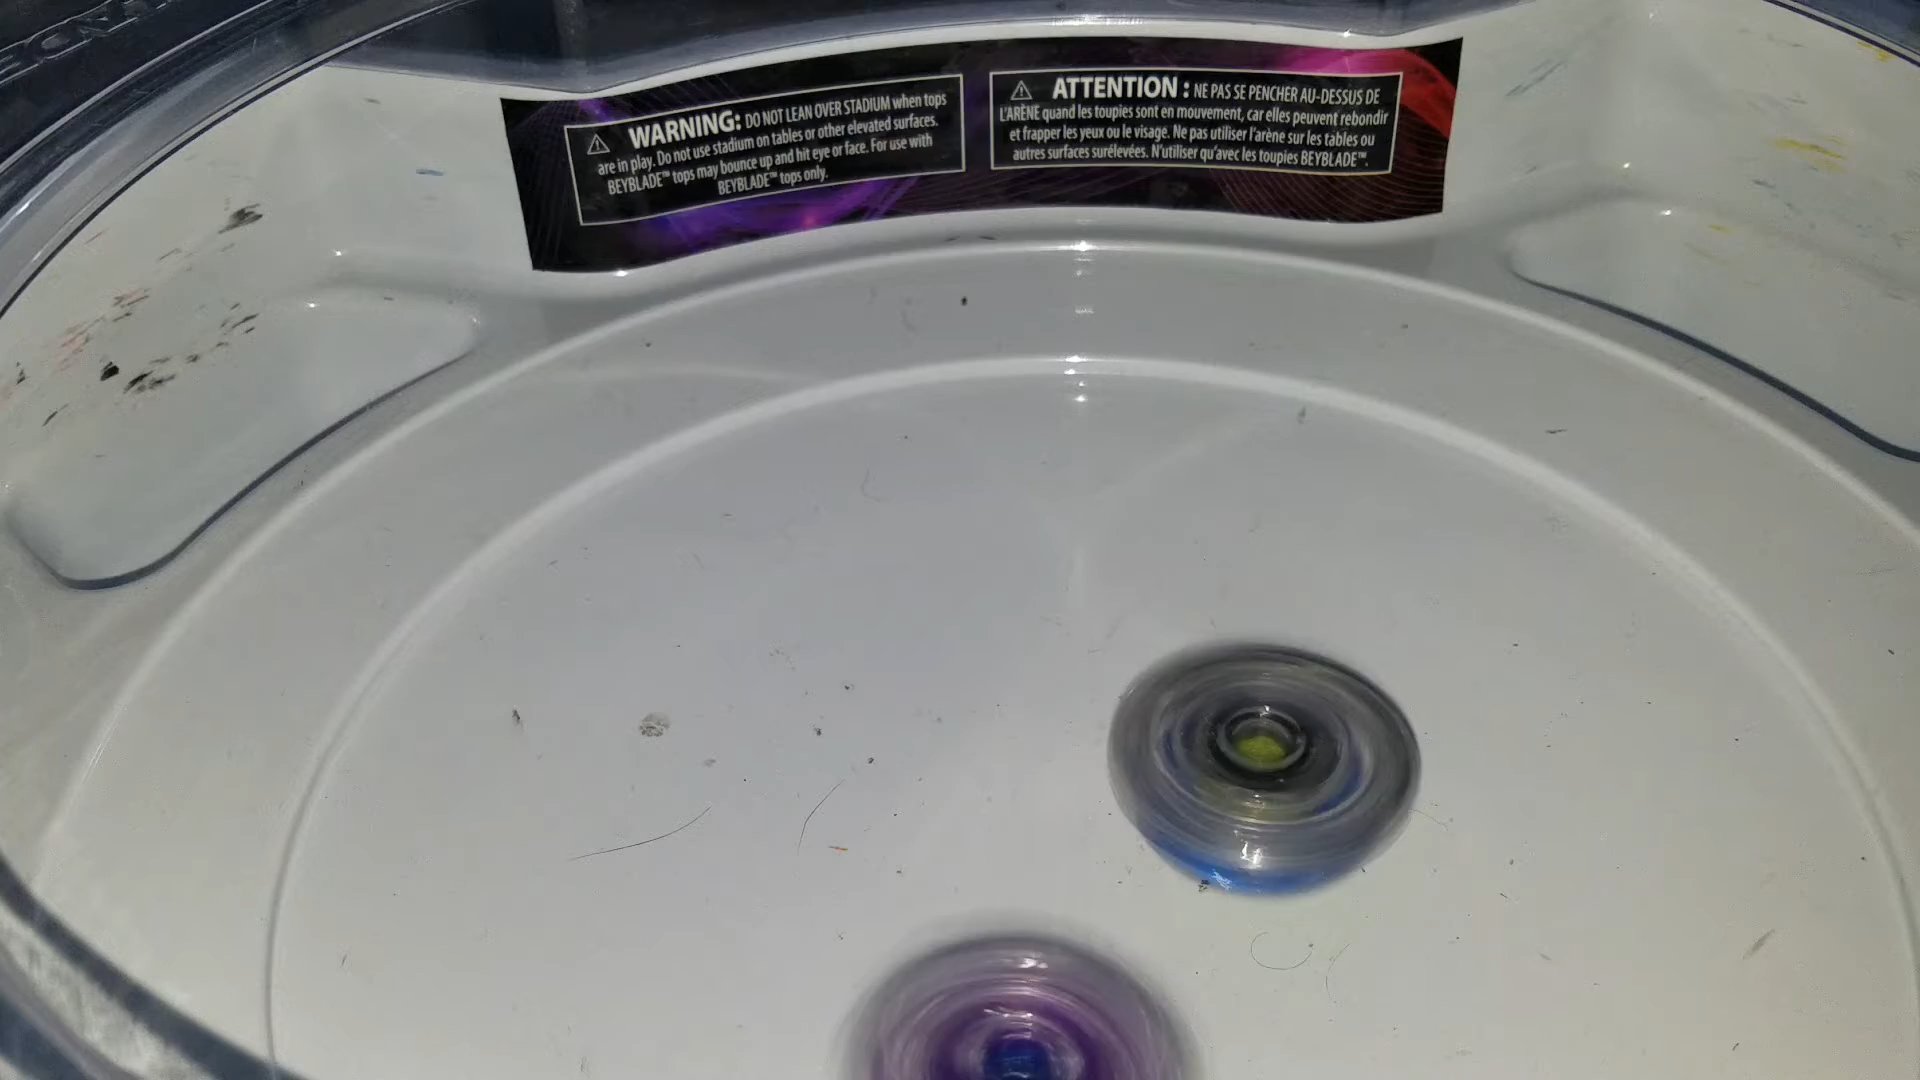 WARNING: DO NOT LEAN OVER STADIUM when tops
are in play. Do not use stadium on tables or other elevated surfaces.
BEYBLADE™ tops may bounce up and hit eye or face. For use with
BEYBLADE™ tops only.
ATTENTION : NE PAS SE PENCHER AU-DESSUS DE
L'ARÈNE quand les toupies sont en mouvement, car elles peuvent rebondir
et frapper les yeux ou le visage. Ne pas utiliser l'arène sur les tables ou
autres surfaces surélevées. N'utiliser qu'avec les toupies BEYBLADE™.